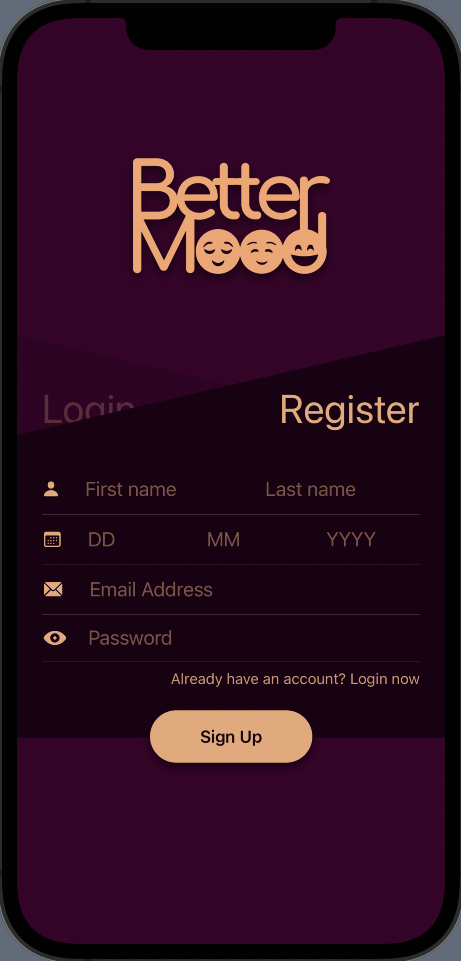 Better
Mood
Login Register
First name Last name
DD MM YYYY
Email Address
Password
Already have an account? Login now
Sign Up